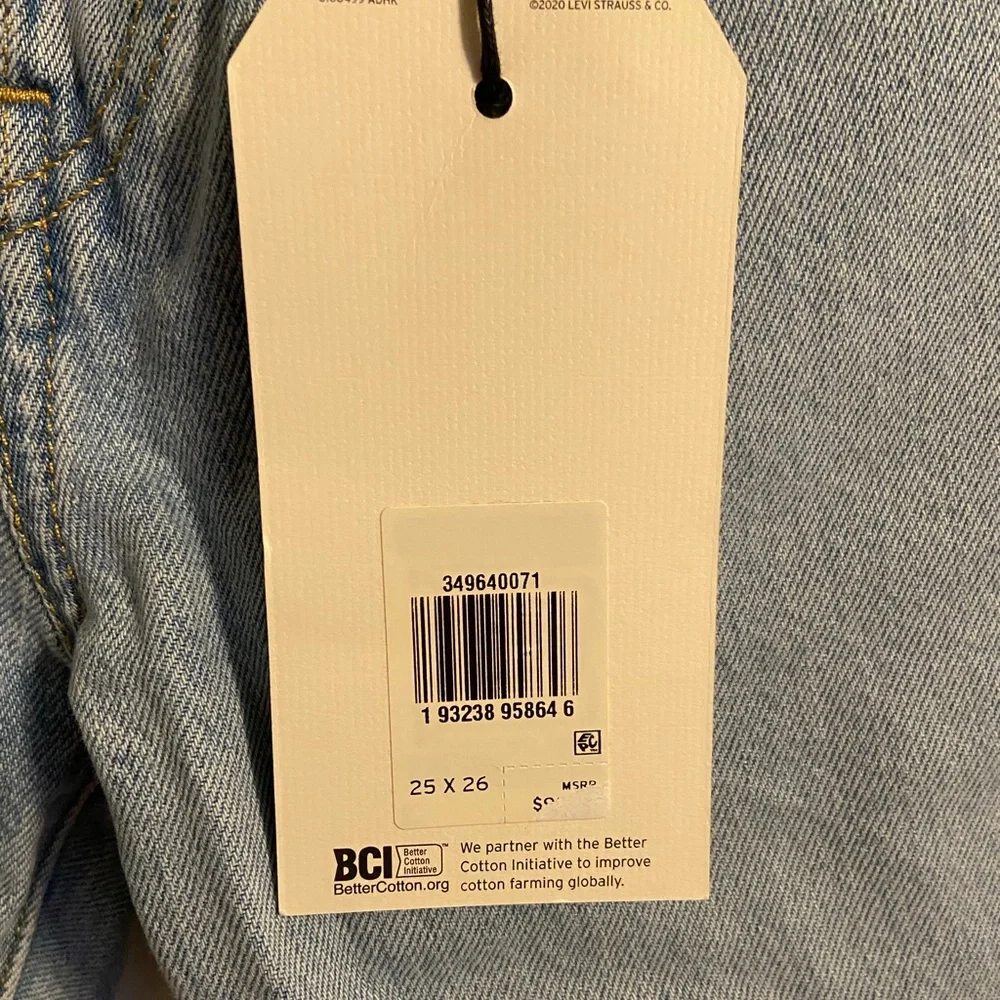 ©2020 LEVI STRAUSS & CO.
349640071
1 93238 95864 6
25 X 26
MSRP
BCI Better Cotton Initiative™
BetterCotton.org
We partner with the Better
Cotton Initiative to improve
cotton farming globally.